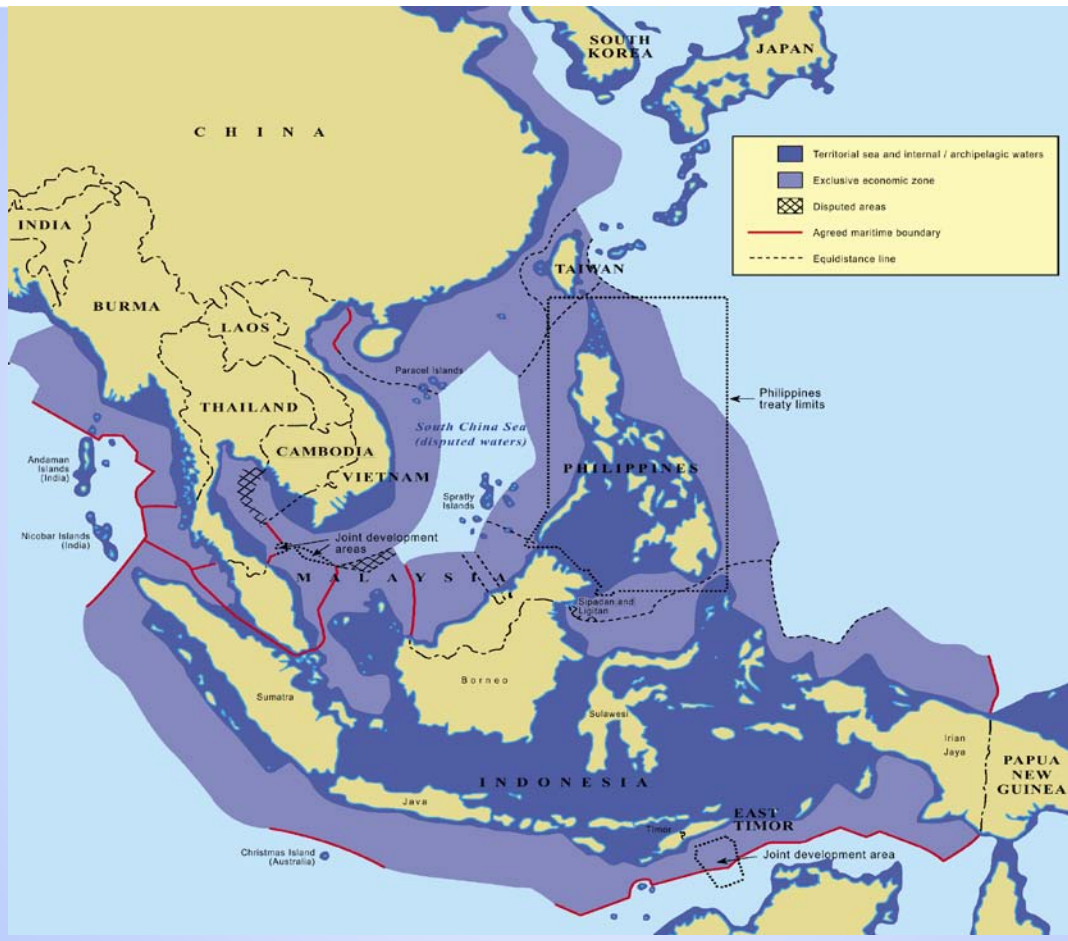 SOUTH
KOREA
JAPAN
C H I N A
Territorial sea and internal / archipelagic waters
Exclusive economic zone
Disputed areas
Agreed maritime boundary
Equidistance line
INDIA
TAIWAN
BURMA
LAOS
Paracel Islands
Philippines
treaty limits
THAILAND
South China Sea
(disputed waters)
CAMBODIA
VIETNAM
PHILIPPINES
Andaman
Islands
(India)
Spratly
Islands
Nicobar Islands
(India)
Joint development
areas
M A L A Y S I A
Sipadan and
Ligitan
Borneo
Sumatra
Sulawesi
Irian
Jaya
PAPUA
NEW
GUINEA
I N D O N E S I A
Java
EAST
TIMOR
Timor
Christmas Island
(Australia)
Joint development area